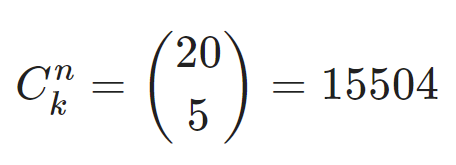 $C_k^n = \binom{20}{5} = 15504$